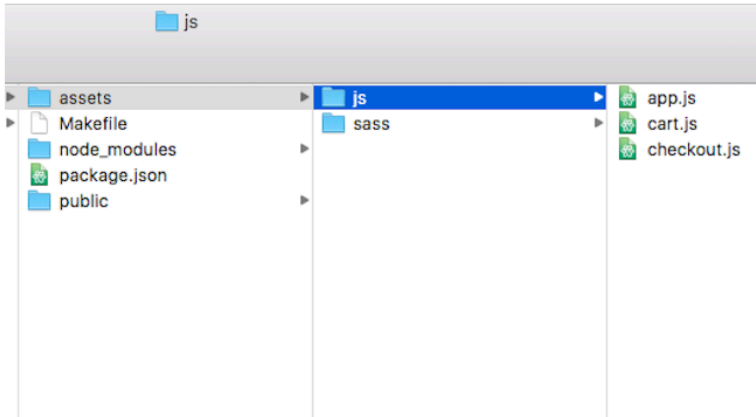 js
assets
Makefile
node_modules
package.json
public
js
sass
app.js
cart.js
checkout.js